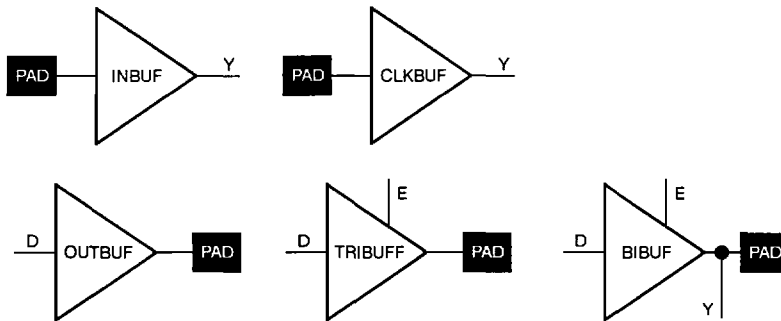 PAD INBUF Y
PAD CLKBUF Y
D OUTBUF PAD
E
D TRIBUFF PAD
E
D BIBUF PAD
Y